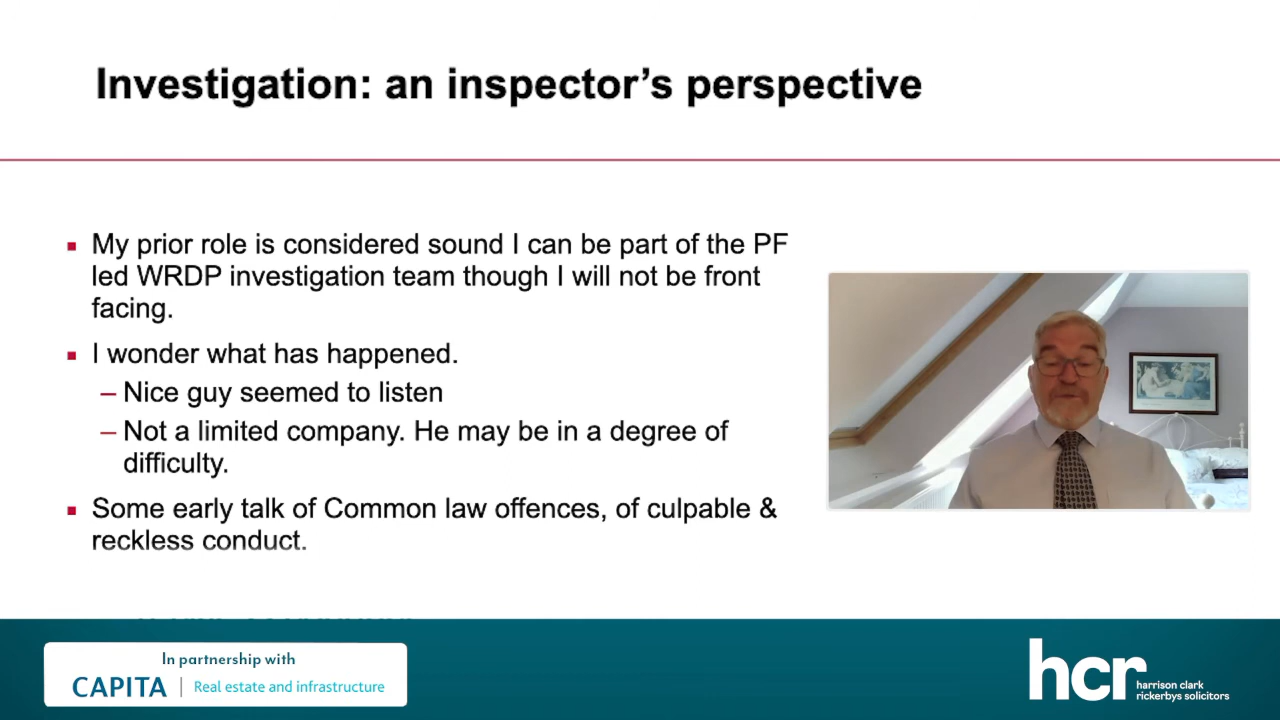 Investigation: an inspector's perspective
My prior role is considered sound I can be part of the PF
led WRDP investigation team though I will not be front
facing.
I wonder what has happened.
– Nice guy seemed to listen
– Not a limited company. He may be in a degree of
difficulty.
Some early talk of Common law offences, of culpable &
reckless conduct.
In partnership with
CAPITA | Real estate and infrastructure
hcr harrison clark
rickerbys solicitors